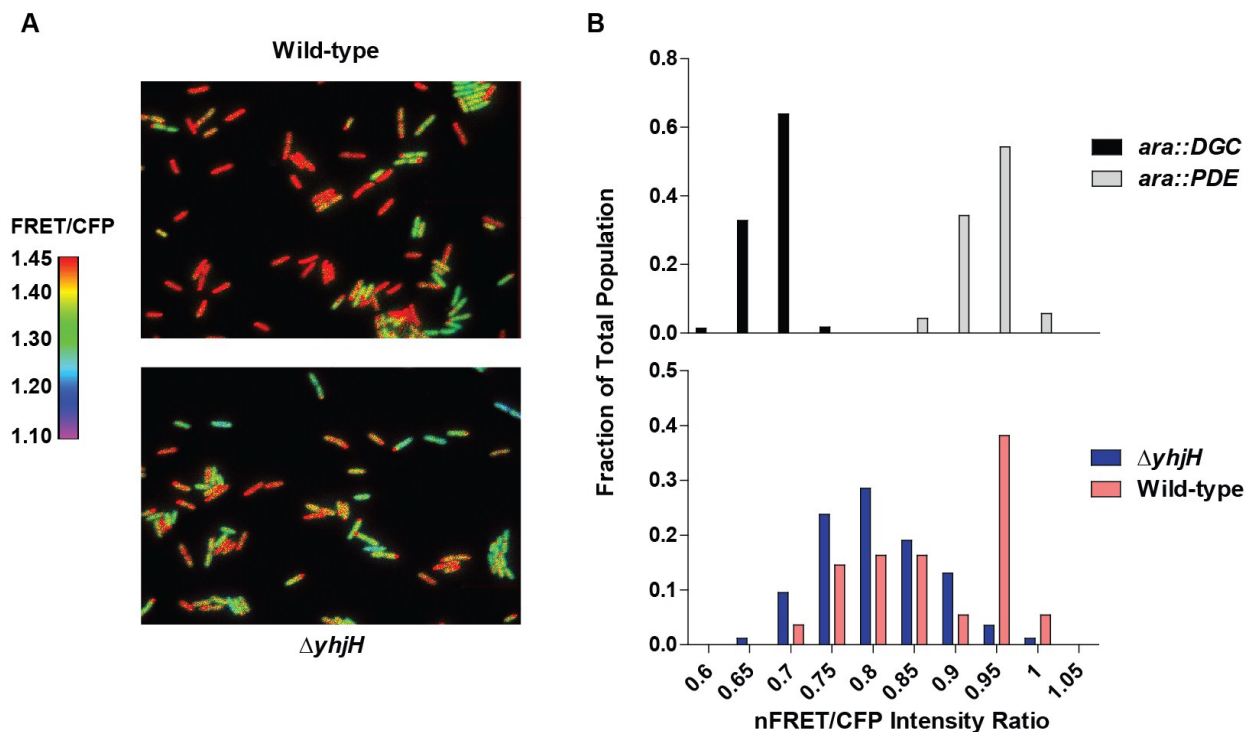 A
Wild-type
FRET/CFP
1.45
1.40
1.30
1.20
1.10
ΔyhjH
B
Fraction of Total Population
0.8
0.6
0.4
0.2
0.0
ara::DGC
ara::PDE
0.5
0.4
0.3
0.2
0.1
0.0
ΔyhjH
Wild-type
0.6 0.65 0.7 0.75 0.8 0.85 0.9 0.95 1 1.05
nFRET/CFP Intensity Ratio